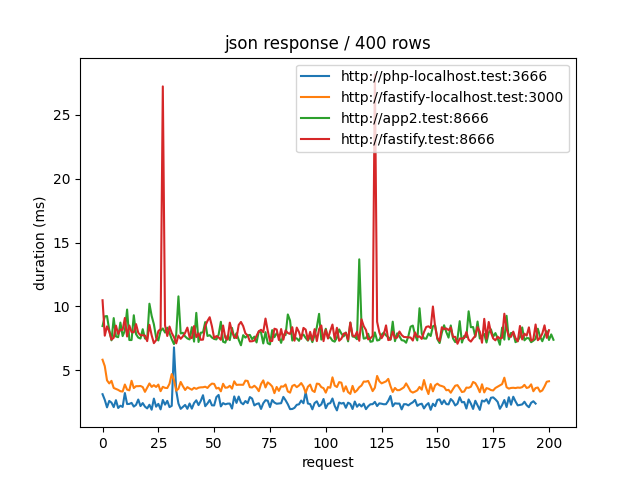 json response / 400 rows
http://php-localhost.test:3666
http://fastify-localhost.test:3000
http://app2.test:8666
http://fastify.test:8666
duration (ms)
25
20
15
10
5
0 25 50 75 100 125 150 175 200
request